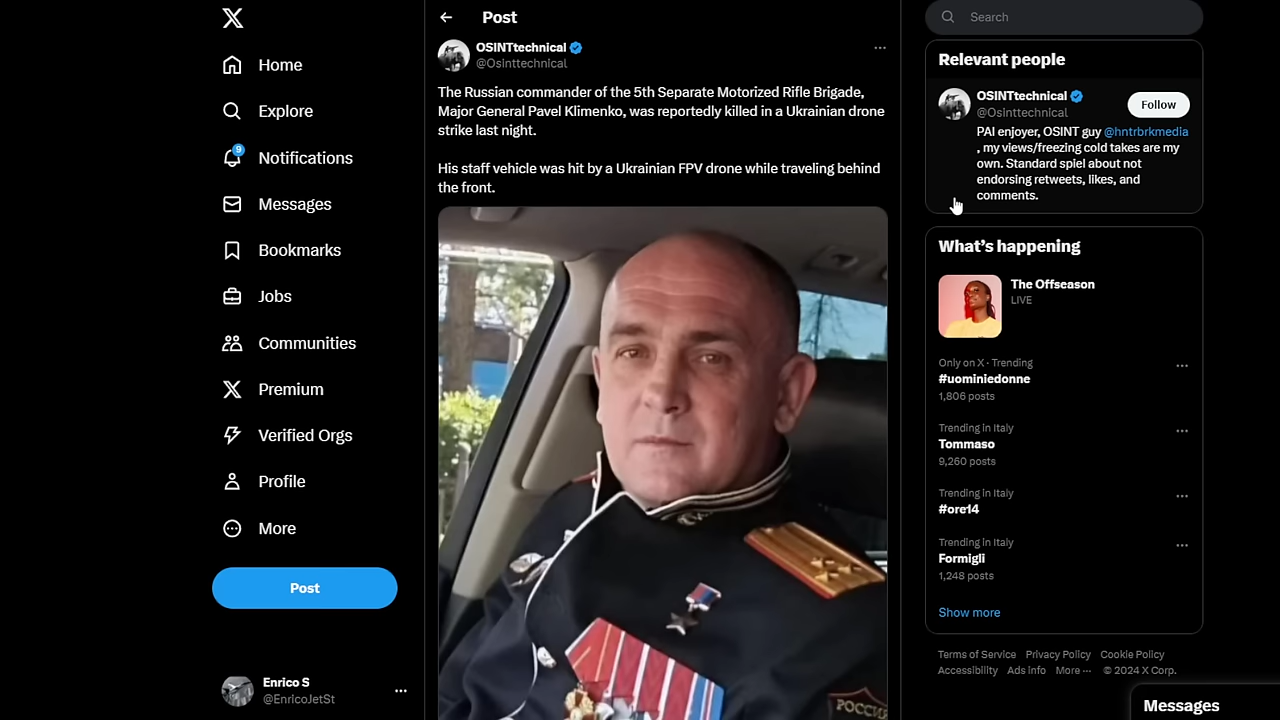 Home
Explore
9
Notifications
Messages
Bookmarks
Jobs
Communities
Premium
Verified Orgs
Profile
More
Post
Enrico S
@EnricoJetSt
Post
OSINTtechnical
@Osinttechnical
The Russian commander of the 5th Separate Motorized Rifle Brigade,
Major General Pavel Klimenko, was reportedly killed in a Ukrainian drone
strike last night.
His staff vehicle was hit by a Ukrainian FPV drone while traveling behind
the front.
РОССИЯ
Search
Relevant people
OSINTtechnical
@Osinttechnical
Follow
PAI enjoyer, OSINT guy @hntrbrkmedia
, my views/freezing cold takes are my
own. Standard spiel about not
endorsing retweets, likes, and
comments.
What’s happening
The Offseason
LIVE
Only on X · Trending
#uominiedonne
1,806 posts
Trending in Italy
Tommaso
9,260 posts
Trending in Italy
#ore14
Trending in Italy
Formigli
1,248 posts
Show more
Terms of Service Privacy Policy Cookie Policy
Accessibility Ads info More ··· © 2024 X Corp.
Messages